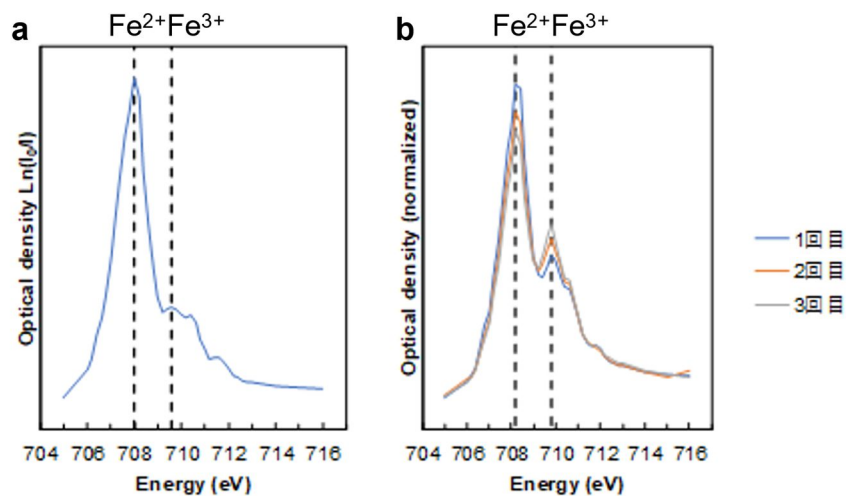 a
Fe²⁺Fe³⁺
Optical density Ln(I₀/I)
704 706 708 710 712 714 716
Energy (eV)
b
Fe²⁺Fe³⁺
Optical density (normalized)
704 706 708 710 712 714 716
Energy (eV)
1回目
2回目
3回目